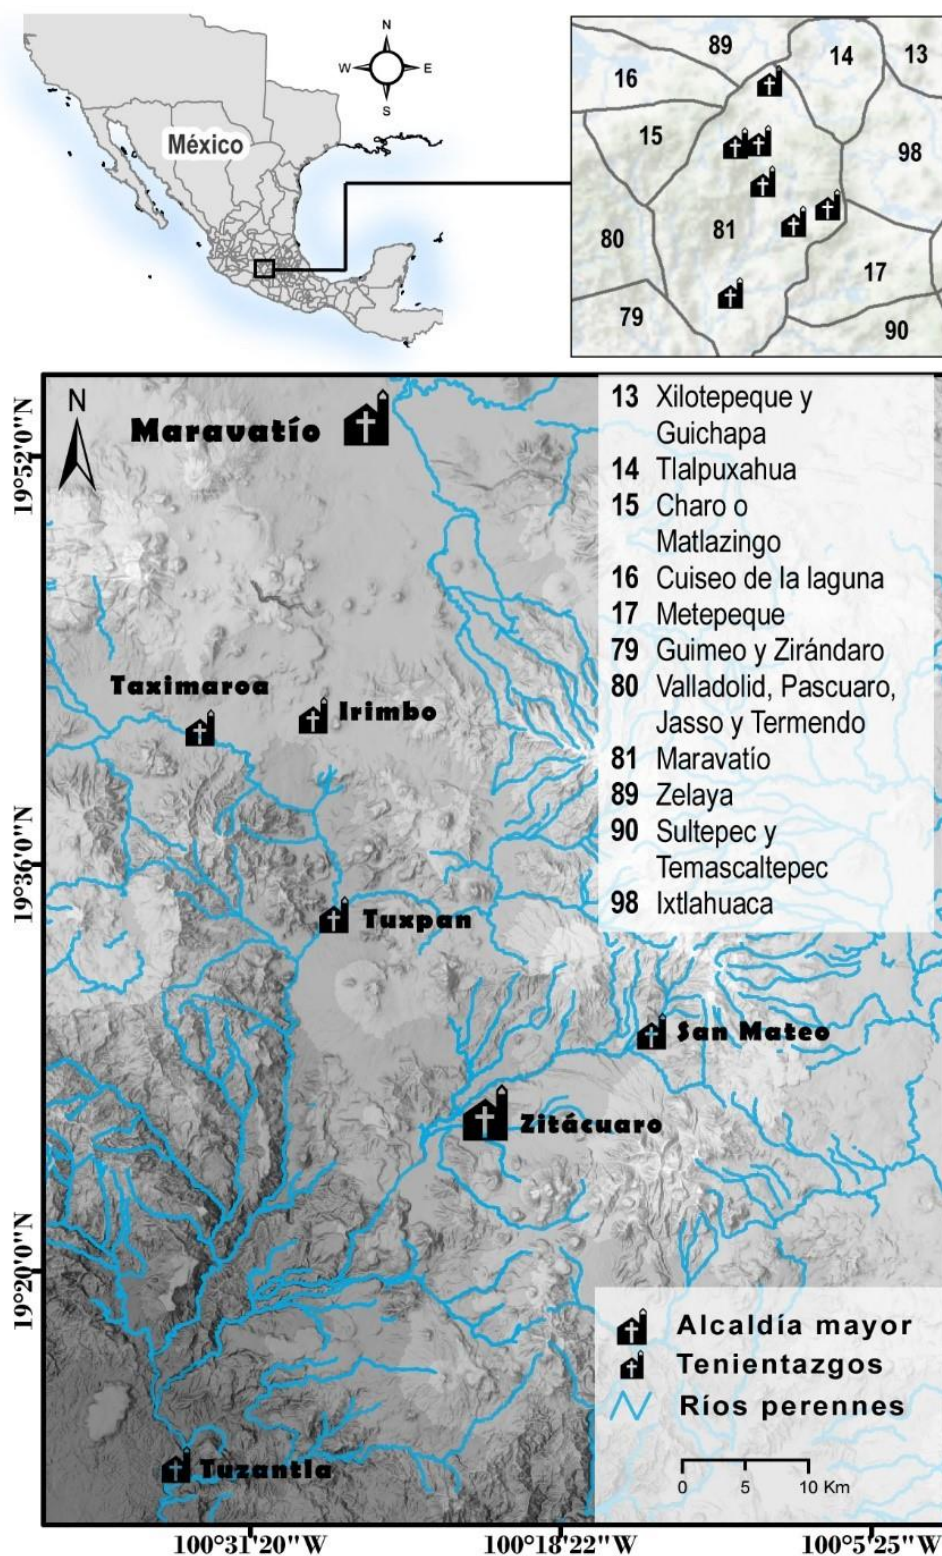 N
W
E
S
México
89
14
13
16
15
98
81
80
17
79
90
N
Maravatío
Taximaroa
Irimbo
Tuxpan
San Mateo
Zitácuaro
Tuzantla
13 Xilotepeque y
Guichapa
14 Tlalpuxahua
15 Charo o
Matlazingo
16 Cuiseo de la laguna
17 Metepeque
79 Guimeo y Zirándaro
80 Valladolid, Pascuaro,
Jasso y Termendo
81 Maravatío
89 Zelaya
90 Sultepec y
Temascaltepec
98 Ixtlahuaca
Alcaldía mayor
Tenientazgos
Ríos perennes
0 5 10 Km
19°52'0"N
19°36'0"N
19°20'0"N
100°31'20"W
100°18'22"W
100°5'25"W